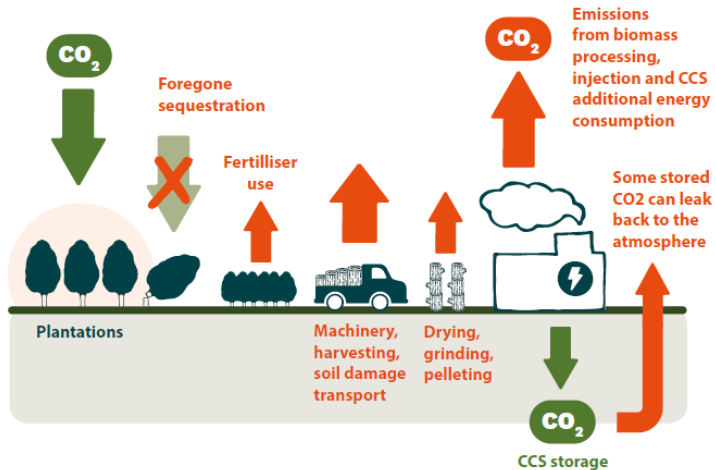 CO2
Foregone
sequestration
Fertilliser
use
CO2
Emissions
from biomass
processing,
injection and CCS
additional energy
consumption
Some stored
CO2 can leak
back to the
atmosphere
Plantations
Machinery,
harvesting,
soil damage
transport
Drying,
grinding,
pelleting
CO2
CCS storage